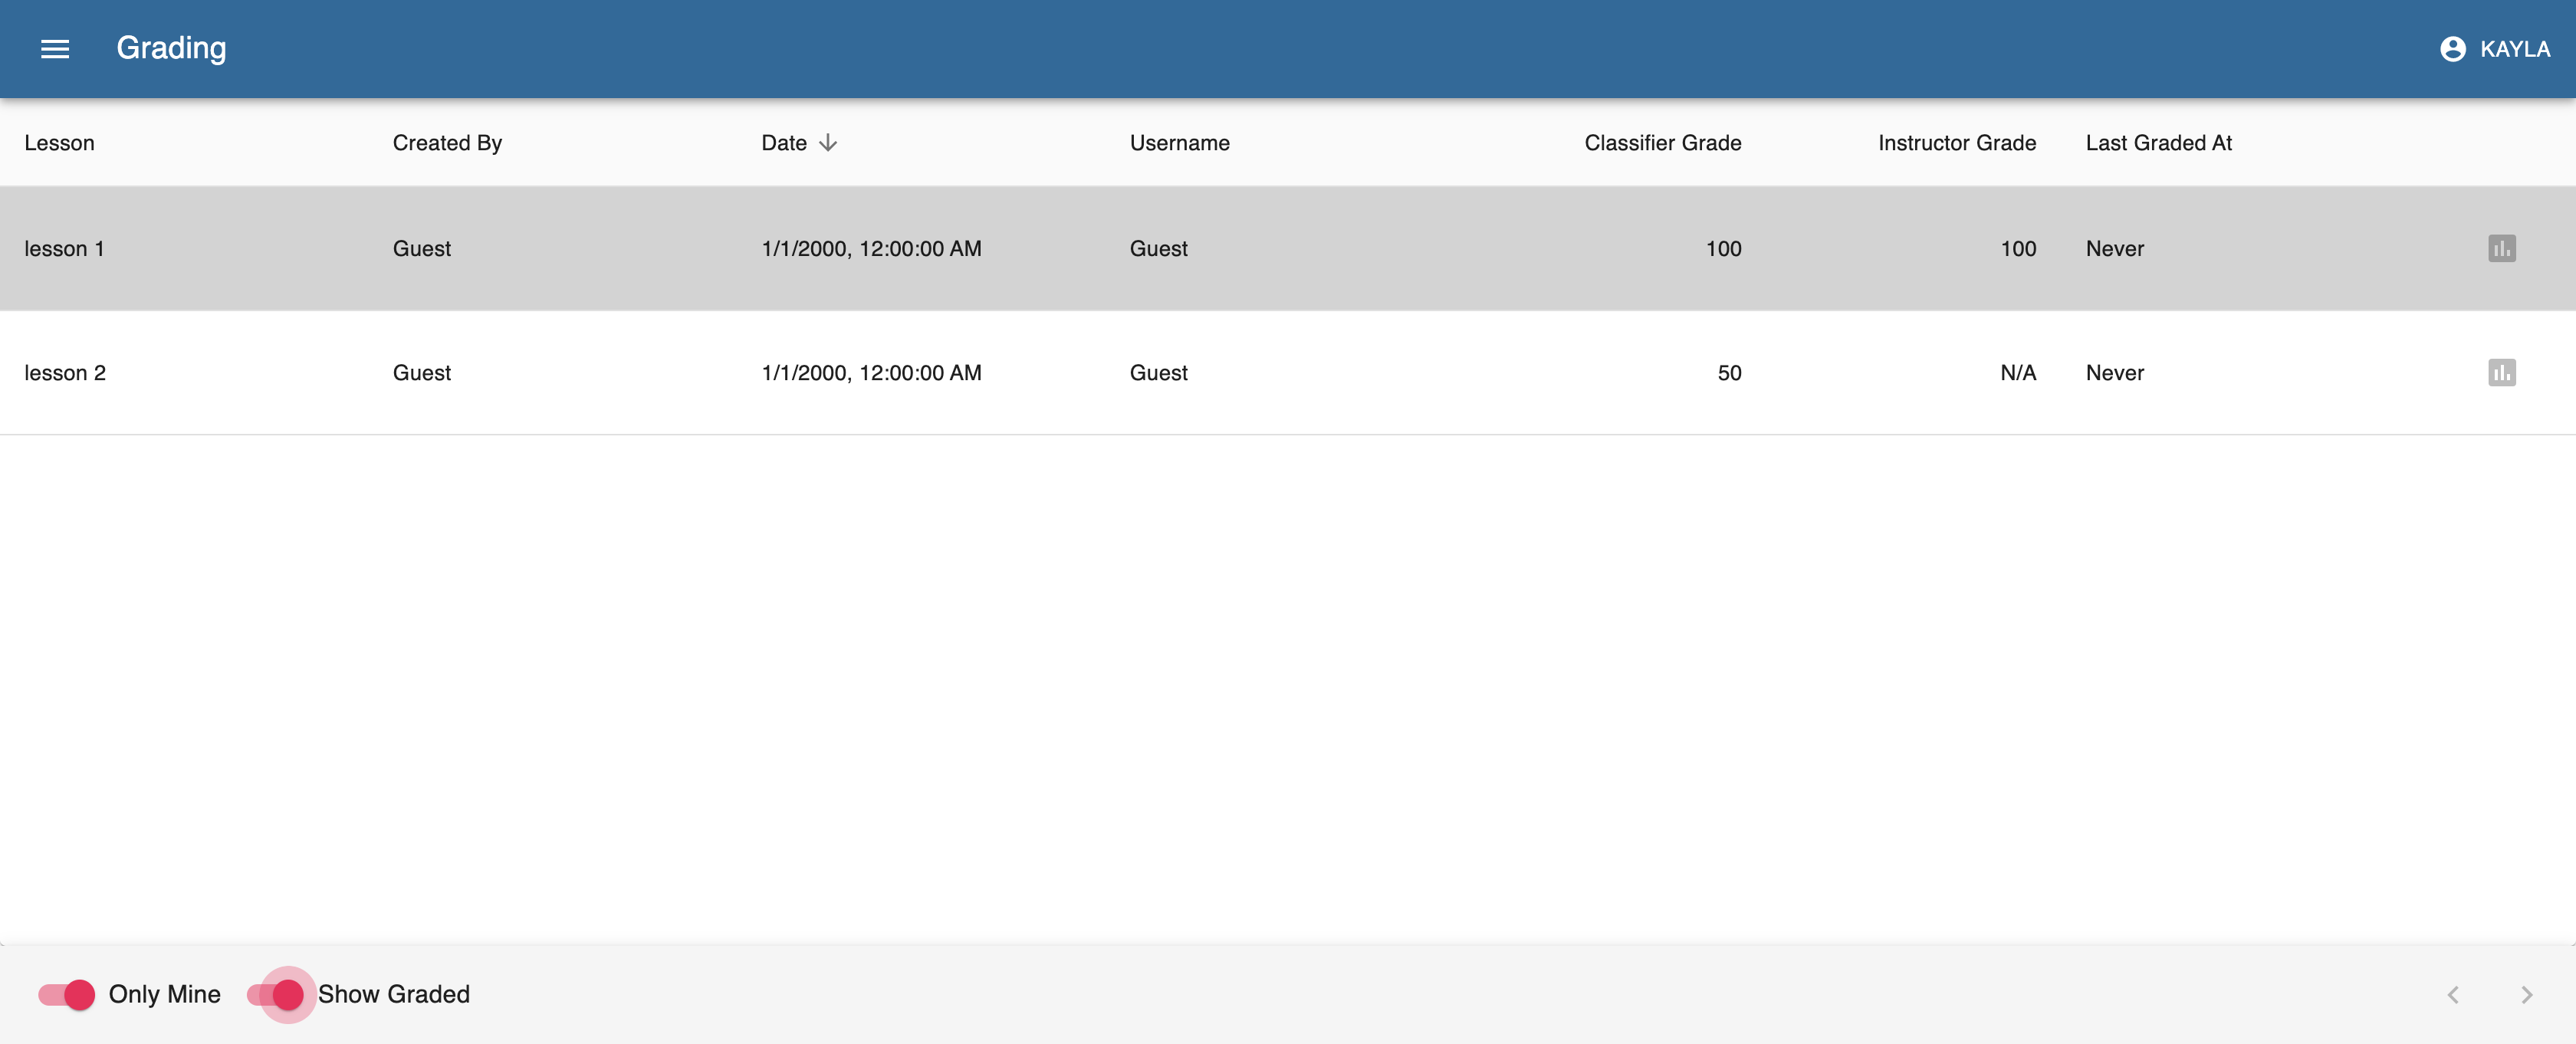 Grading KAYLA
Lesson Created By Date Username Classifier Grade Instructor Grade Last Graded At
lesson 1 Guest 1/1/2000, 12:00:00 AM Guest 100 100 Never
lesson 2 Guest 1/1/2000, 12:00:00 AM Guest 50 N/A Never
Only Mine Show Graded